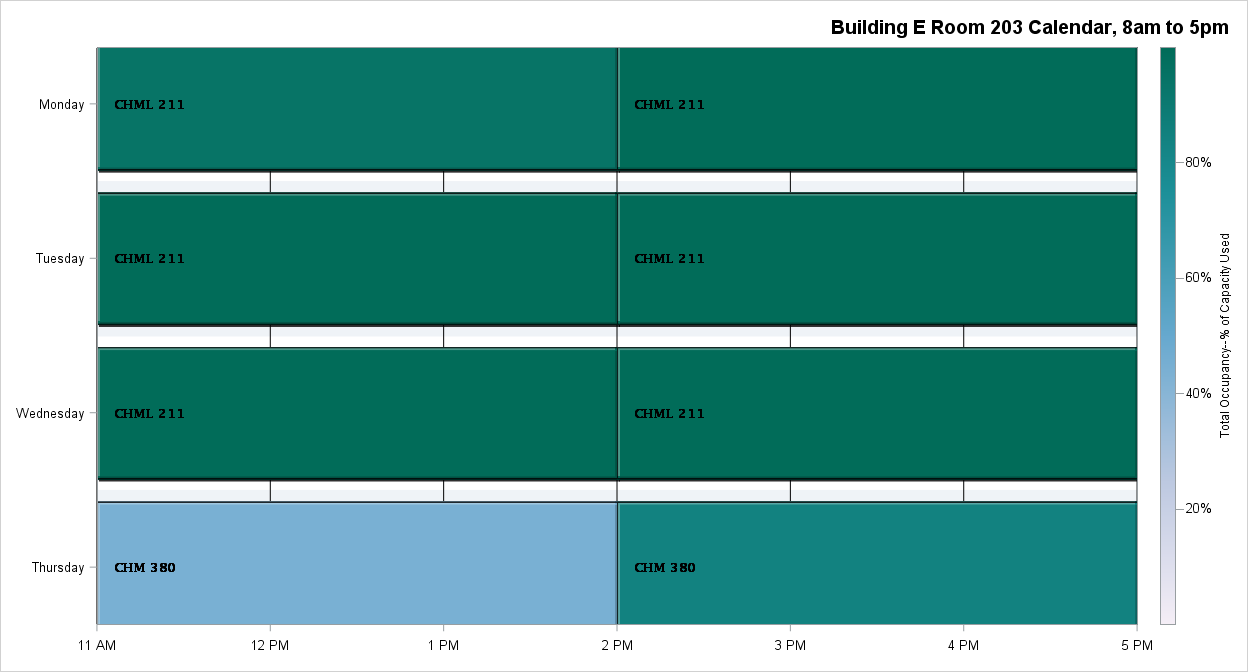 Building E Room 203 Calendar, 8am to 5pm
Monday
CHML 211
CHML 211
Tuesday
CHML 211
CHML 211
Wednesday
CHML 211
CHML 211
Thursday
CHM 380
CHM 380
11 AM
12 PM
1 PM
2 PM
3 PM
4 PM
5 PM
80%
60%
40%
20%
Total Occupancy--% of Capacity Used